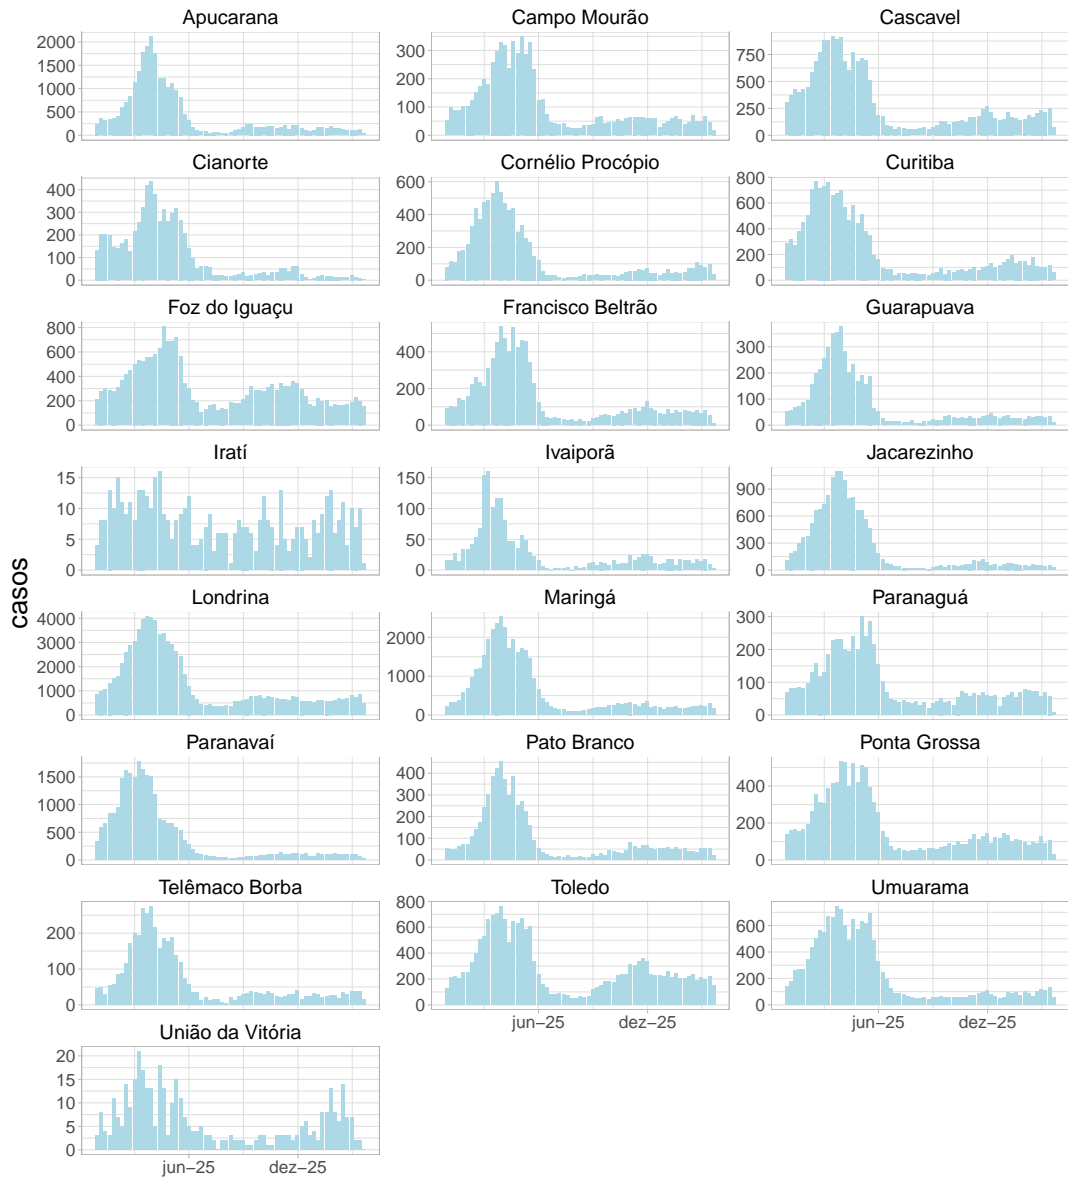 Apucarana Campo Mourão Cascavel
2000 1500 1000 500 0
300 200 100 0
750 500 250 0
Cianorte Cornélio Procópio Curitiba
400 300 200 100 0
600 400 200 0
800 600 400 200 0
Foz do Iguaçu Francisco Beltrão Guarapuava
800 600 400 200 0
400 200 0
300 200 100 0
Iratí Ivaiporã Jacarezinho
15 10 5 0
150 100 50 0
900 600 300 0
casos
Londrina Maringá Paranaguá
4000 3000 2000 1000 0
2000 1000 0
300 200 100 0
Paranavaí Pato Branco Ponta Grossa
1500 1000 500 0
400 300 200 100 0
400 200 0
Telêmaco Borba Toledo Umuarama
200 100 0
800 600 400 200 0
600 400 200 0
jun−25 dez−25 jun−25 dez−25
União da Vitória
20 15 10 5 0
jun−25 dez−25